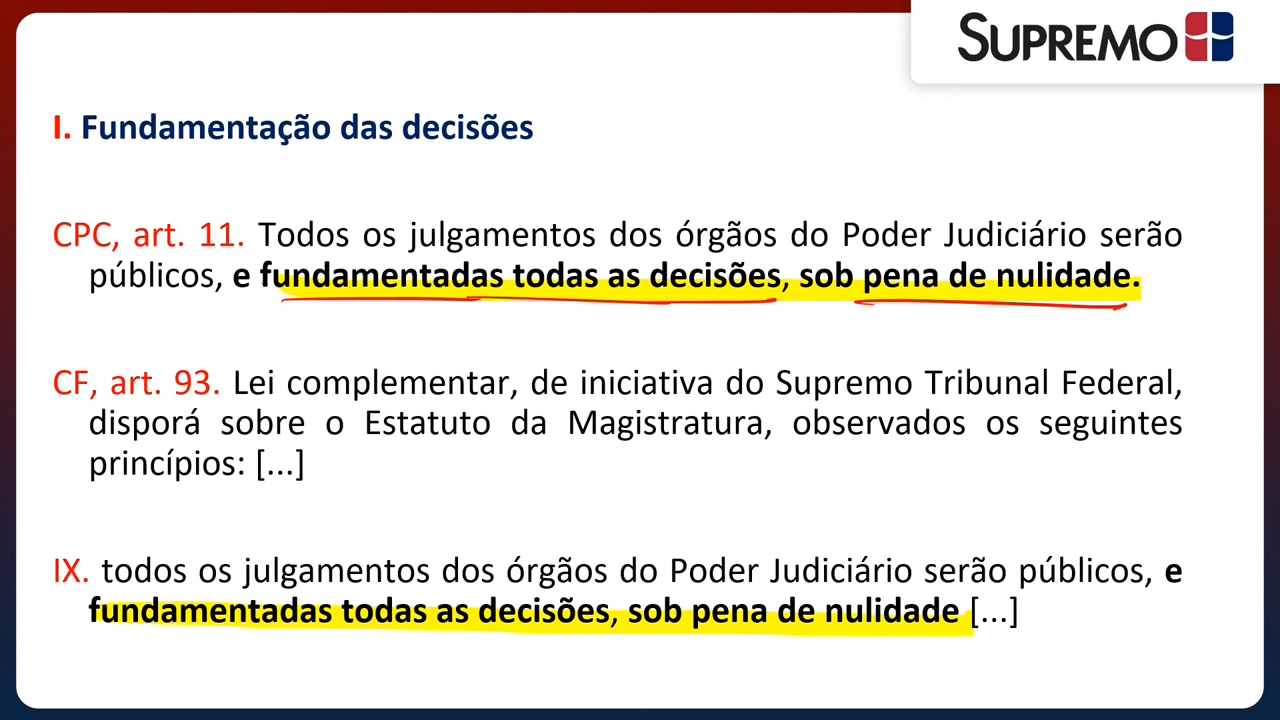 SUPREMO
I. Fundamentação das decisões
CPC, art. 11. Todos os julgamentos dos órgãos do Poder Judiciário serão
públicos, e fundamentadas todas as decisões, sob pena de nulidade.
CF, art. 93. Lei complementar, de iniciativa do Supremo Tribunal Federal,
disporá sobre o Estatuto da Magistratura, observados os seguintes
princípios: [...]
IX. todos os julgamentos dos órgãos do Poder Judiciário serão públicos, e
fundamentadas todas as decisões, sob pena de nulidade [...]